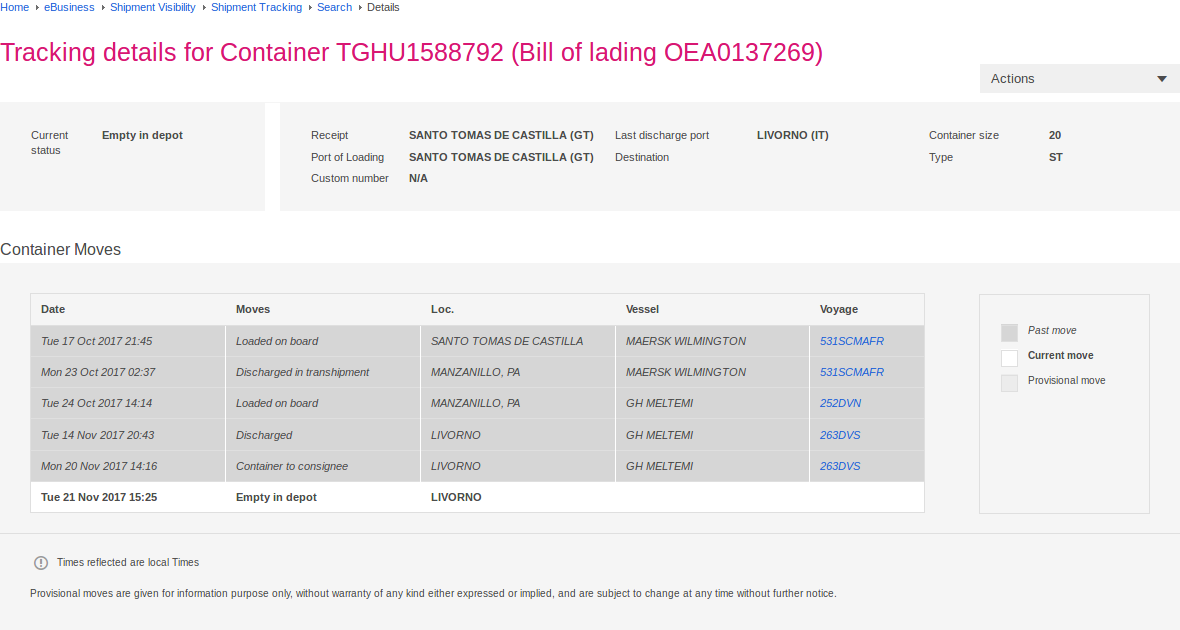 Home eBusiness Shipment Visibility Shipment Tracking Search Details
Tracking details for Container TGHU1588792 (Bill of lading OEA0137269)
Actions
Current status Empty in depot
Receipt SANTO TOMAS DE CASTILLA (GT) Last discharge port LIVORNO (IT) Container size 20
Port of Loading SANTO TOMAS DE CASTILLA (GT) Destination Type ST
Custom number N/A
Container Moves
Date Moves Loc. Vessel Voyage
Tue 17 Oct 2017 21:45 Loaded on board SANTO TOMAS DE CASTILLA MAERSK WILMINGTON 531SCMAFR
Mon 23 Oct 2017 02:37 Discharged in transhipment MANZANILLO, PA MAERSK WILMINGTON 531SCMAFR
Tue 24 Oct 2017 14:14 Loaded on board MANZANILLO, PA GH MELTEMI 252DVN
Tue 14 Nov 2017 20:43 Discharged LIVORNO GH MELTEMI 263DVS
Mon 20 Nov 2017 14:16 Container to consignee LIVORNO GH MELTEMI 263DVS
Tue 21 Nov 2017 15:25 Empty in depot LIVORNO
Past move
Current move
Provisional move
Times reflected are local Times
Provisional moves are given for information purpose only, without warranty of any kind either expressed or implied, and are subject to change at any time without further notice.